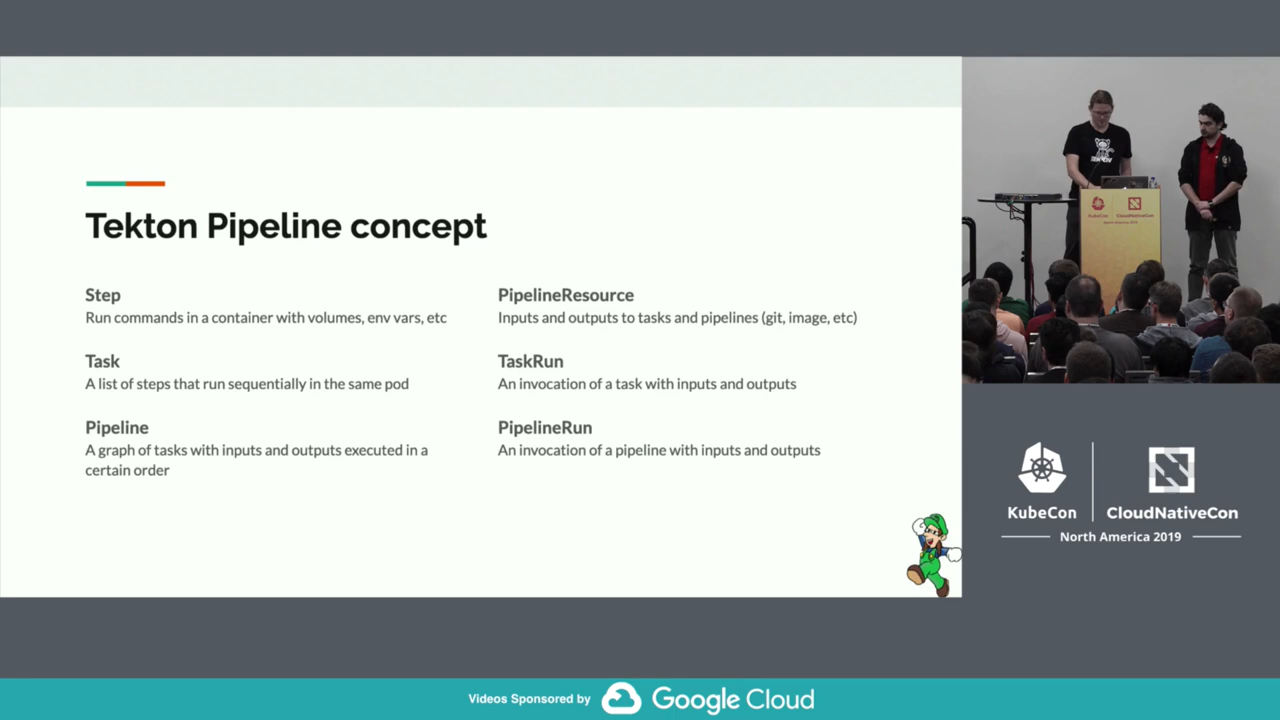 Tekton Pipeline concept
Step
Run commands in a container with volumes, env vars, etc
Task
A list of steps that run sequentially in the same pod
Pipeline
A graph of tasks with inputs and outputs executed in a
certain order
PipelineResource
Inputs and outputs to tasks and pipelines (git, image, etc)
TaskRun
An invocation of a task with inputs and outputs
PipelineRun
An invocation of a pipeline with inputs and outputs
KubeCon
CloudNativeCon
KubeCon
CloudNativeCon
North America 2019
Videos Sponsored by
Google Cloud